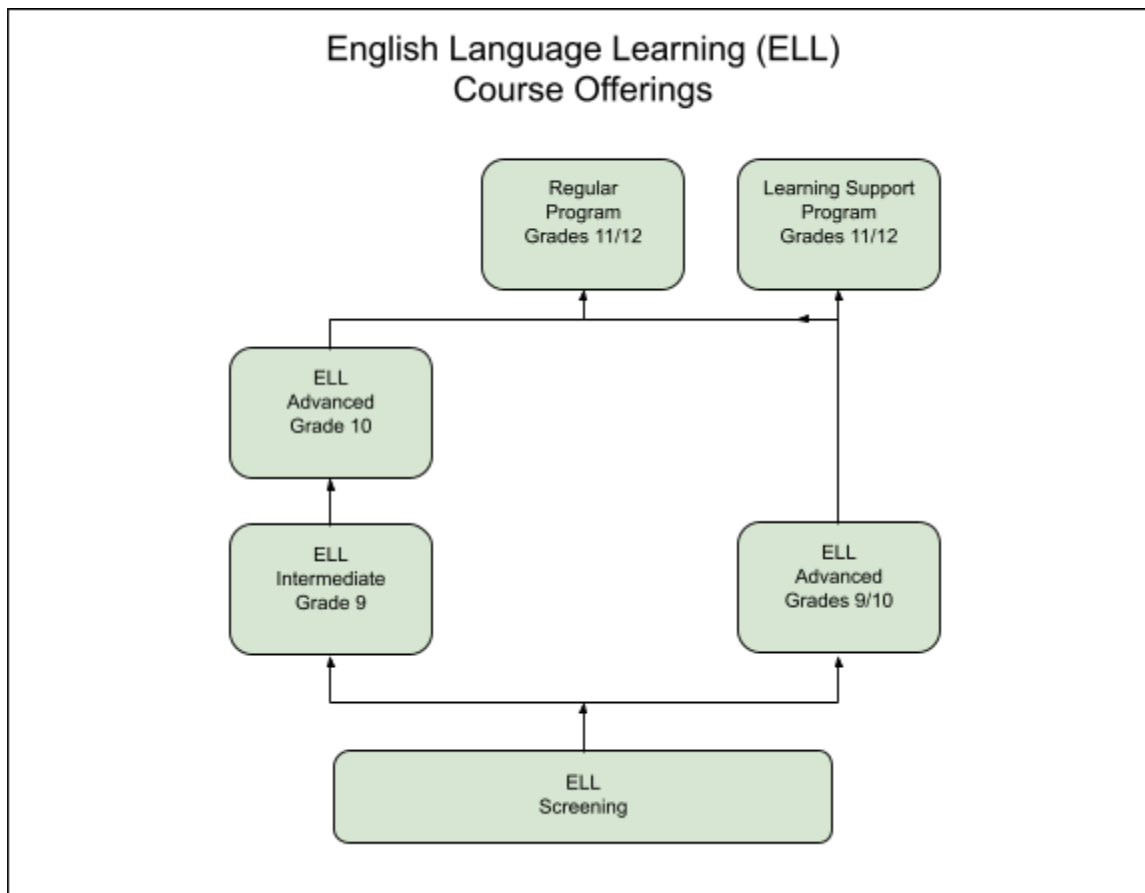 English Language Learning (ELL)
Course Offerings
Regular
Program
Grades 11/12
Learning Support
Program
Grades 11/12
ELL
Advanced
Grade 10
ELL
Intermediate
Grade 9
ELL
Advanced
Grades 9/10
ELL
Screening